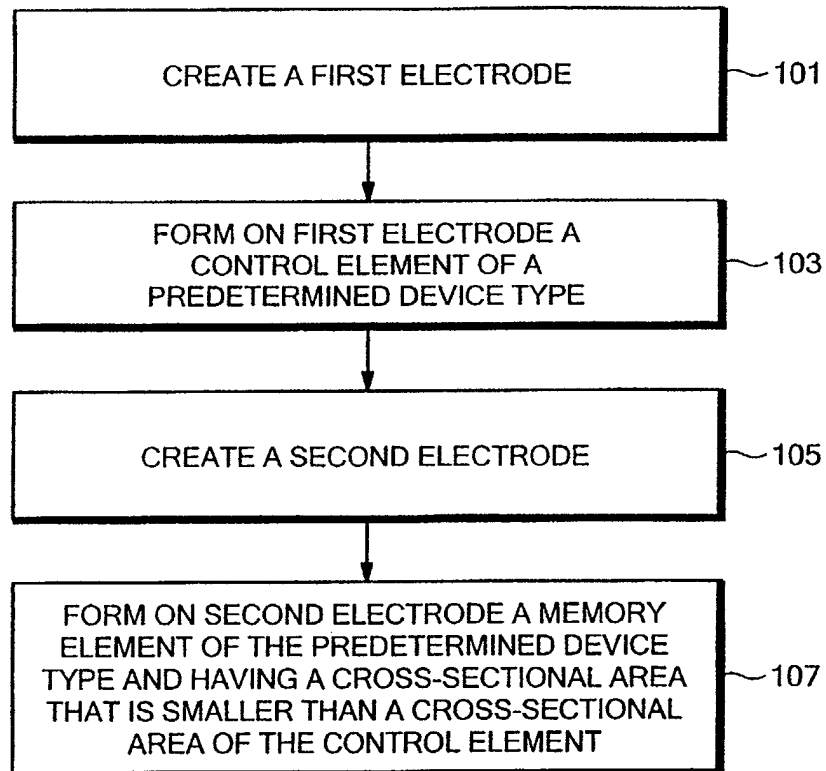 CREATE A FIRST ELECTRODE
101
FORM ON FIRST ELECTRODE A
CONTROL ELEMENT OF A
PREDETERMINED DEVICE TYPE
103
CREATE A SECOND ELECTRODE
105
FORM ON SECOND ELECTRODE A MEMORY
ELEMENT OF THE PREDETERMINED DEVICE
TYPE AND HAVING A CROSS-SECTIONAL AREA
THAT IS SMALLER THAN A CROSS-SECTIONAL
AREA OF THE CONTROL ELEMENT
107